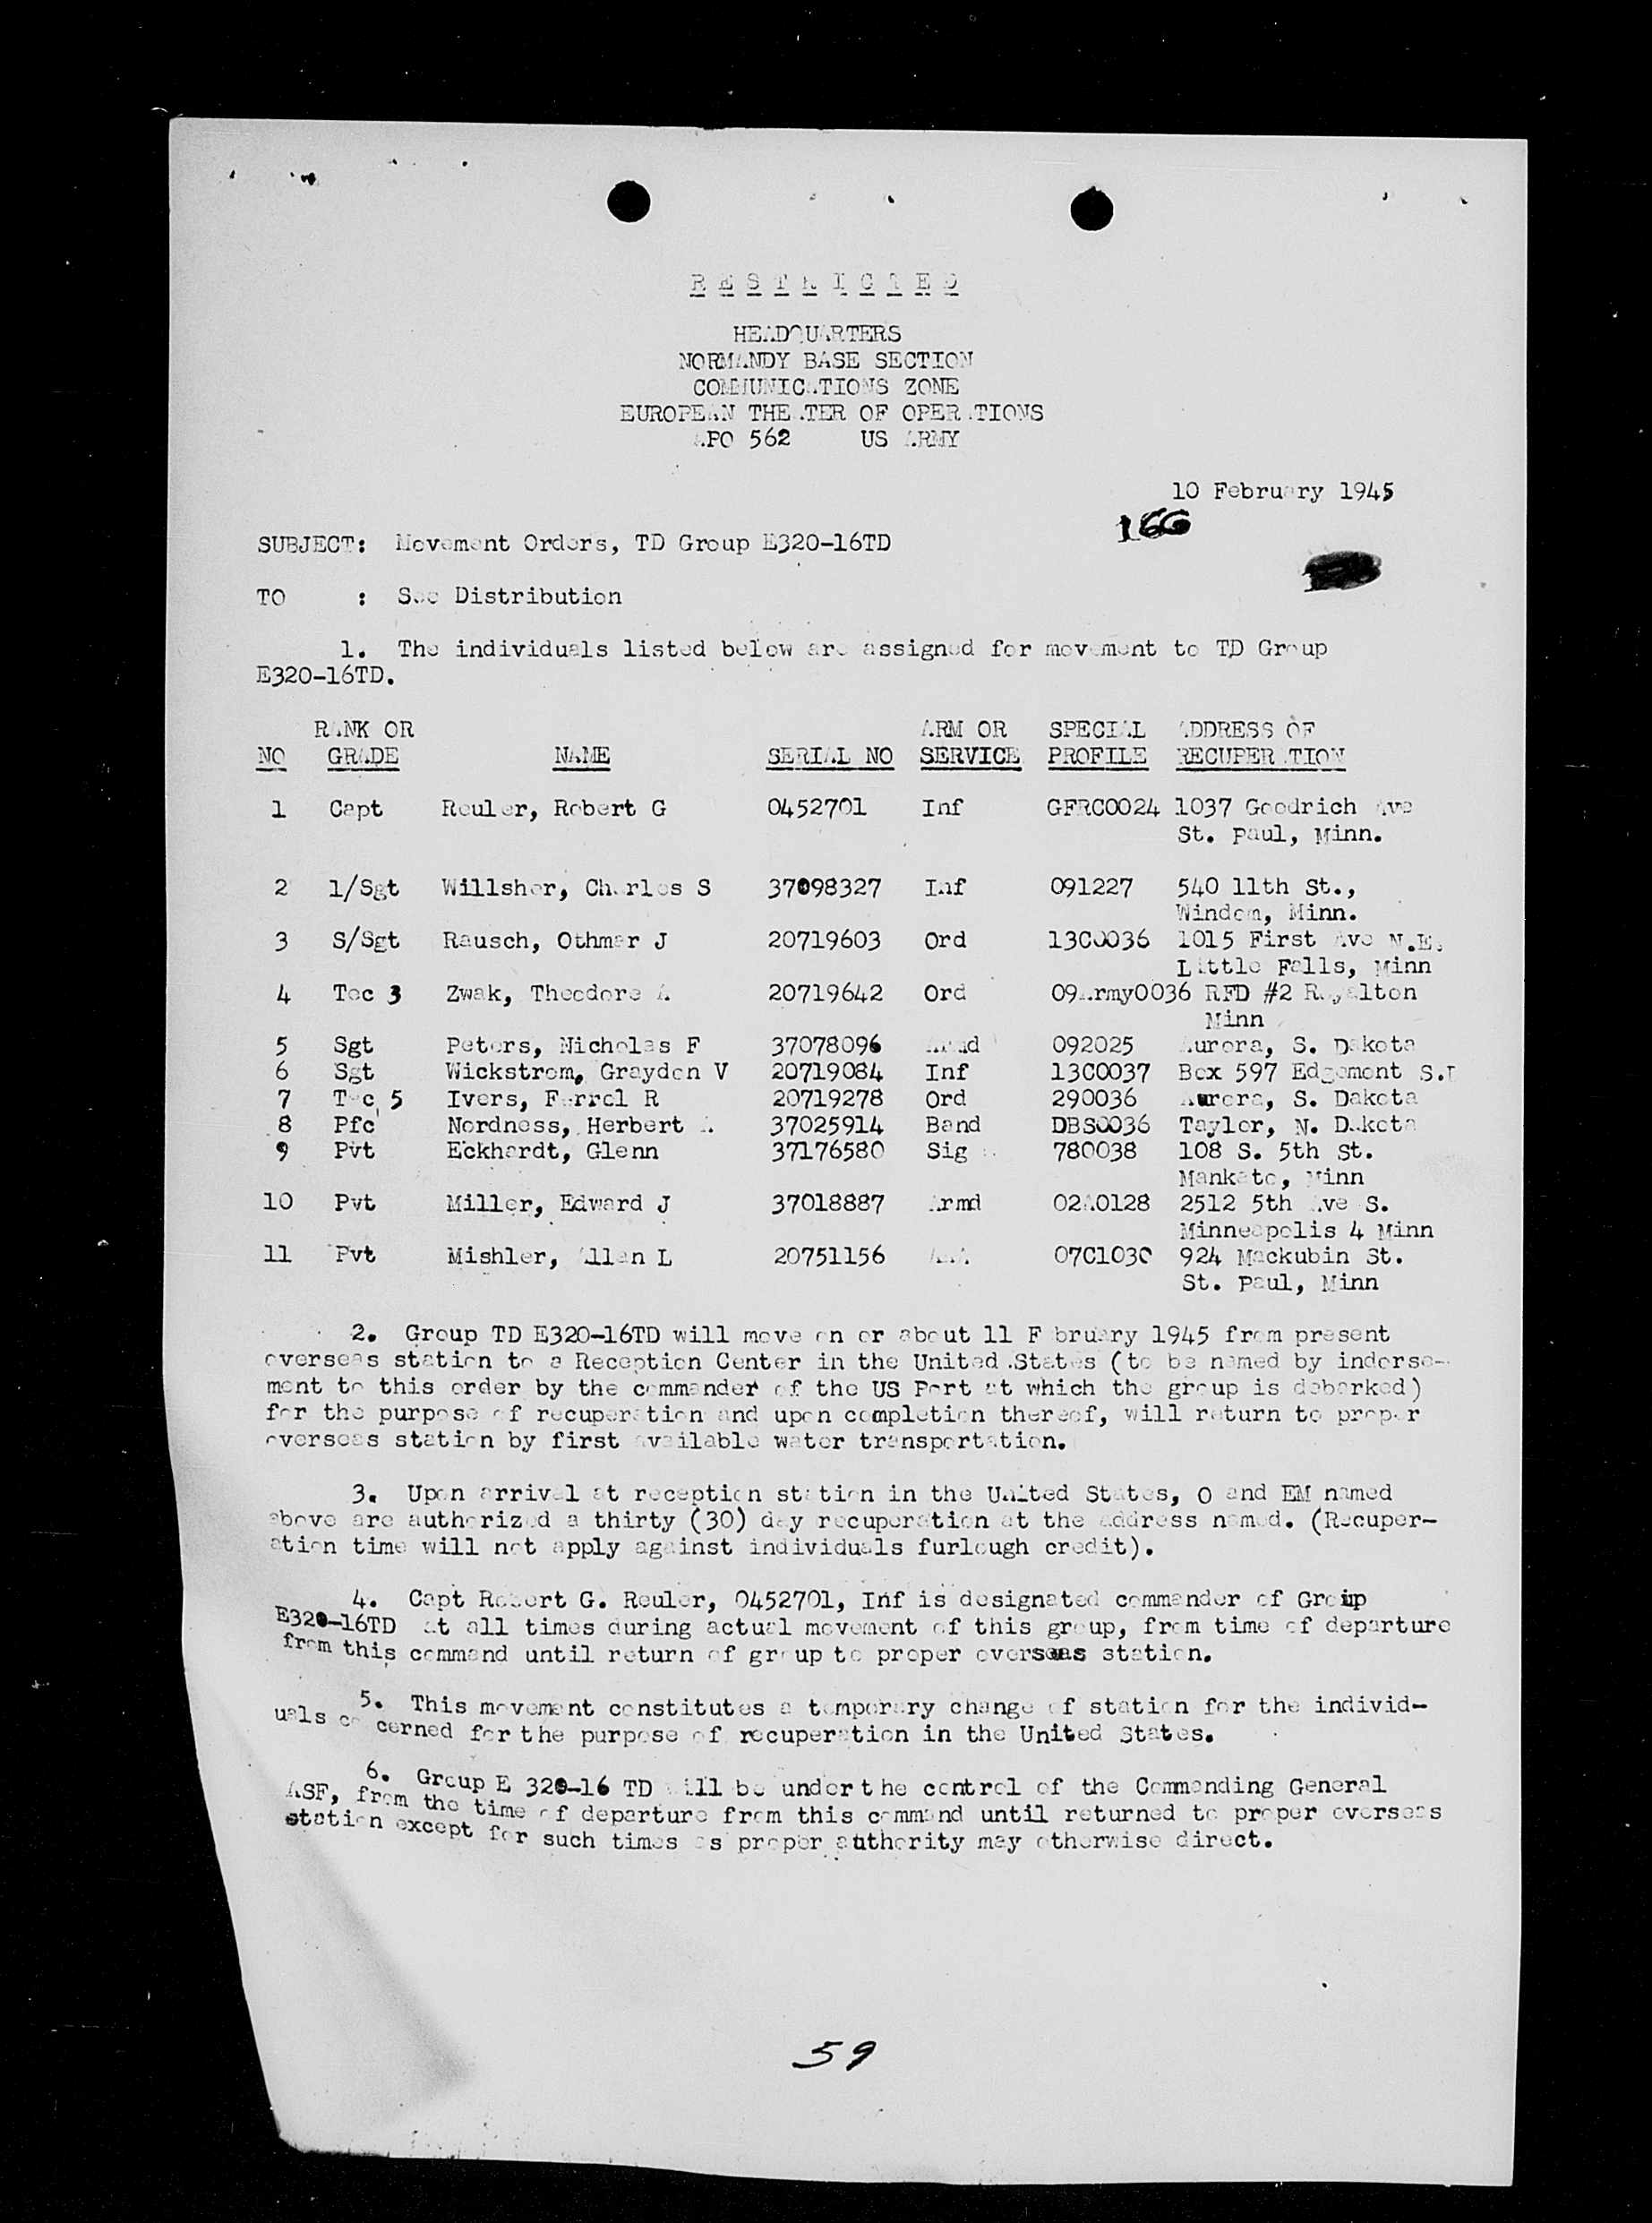 RESTRICTED
HEADQUARTERS
NORMANDY BASE SECTION
COMMUNICATIONS ZONE
EUROPEAN THEATER OF OPERATIONS
APO 562 US ARMY
10 February 1945
166
SUBJECT: Movement Orders, TD Group E320-16TD
TO : See Distribution
1. The individuals listed below are assigned for movement to TD Group
E320-16TD.
RANK OR ARM OR SPECIAL ADDRESS OF
NO GRADE NAME SERIAL NO SERVICE PROFILE RECUPERATION
1 Capt Reuler, Robert G 0452701 Inf GFRC0024 1037 Goodrich Ave
St. Paul, Minn.
2 1/Sgt Willsher, Charles S 37098327 Inf 091227 540 11th St.,
Windom, Minn.
3 S/Sgt Rausch, Othmar J 20719603 Ord 13C0036 1015 First Ave N.E.
Little Falls, Minn
4 Tec 3 Zwak, Theodore A 20719642 Ord 09Army0036 RFD #2 Royalton
Minn
5 Sgt Peters, Nicholas F 37078096 Armd 092025 Aurora, S. Dakota
6 Sgt Wickstrom, Graydon V 20719084 Inf 13C0037 Box 597 Edgemont S.D
7 Tec 5 Ivers, Farrel R 20719278 Ord 290036 Aurora, S. Dakota
8 Pfc Nordness, Herbert A. 37025914 Band DBS0036 Taylor, N. Dakota
9 Pvt Eckhardt, Glenn 37176580 Sig 780038 108 S. 5th St.
Mankato, Minn
10 Pvt Miller, Edward J 37018887 Armd 02A0128 2512 5th Ave S.
Minneapolis 4 Minn
11 Pvt Mishler, Allen L 20751156 AAA 07C1030 924 Mackubin St.
St. Paul, Minn
2. Group TD E320-16TD will move on or about 11 February 1945 from present
overseas station to a Reception Center in the United States (to be named by indorse-
ment to this order by the commander of the US Port at which the group is debarked)
for the purpose of recuperation and upon completion thereof, will return to proper
overseas station by first available water transportation.
3. Upon arrival at reception station in the United States, O and EM named
above are authorized a thirty (30) day recuperation at the address named. (Recuper-
ation time will not apply against individuals furlough credit).
4. Capt Robert G. Reuler, 0452701, Inf is designated commander of Group
E320-16TD at all times during actual movement of this group, from time of departure
from this command until return of group to proper overseas station.
5. This movement constitutes a temporary change of station for the individ-
uals concerned for the purpose of recuperation in the United States.
6. Group E 320-16 TD will be under the control of the Commanding General
ASF, from the time of departure from this command until returned to proper overseas
station except for such times as proper authority may otherwise direct.
59